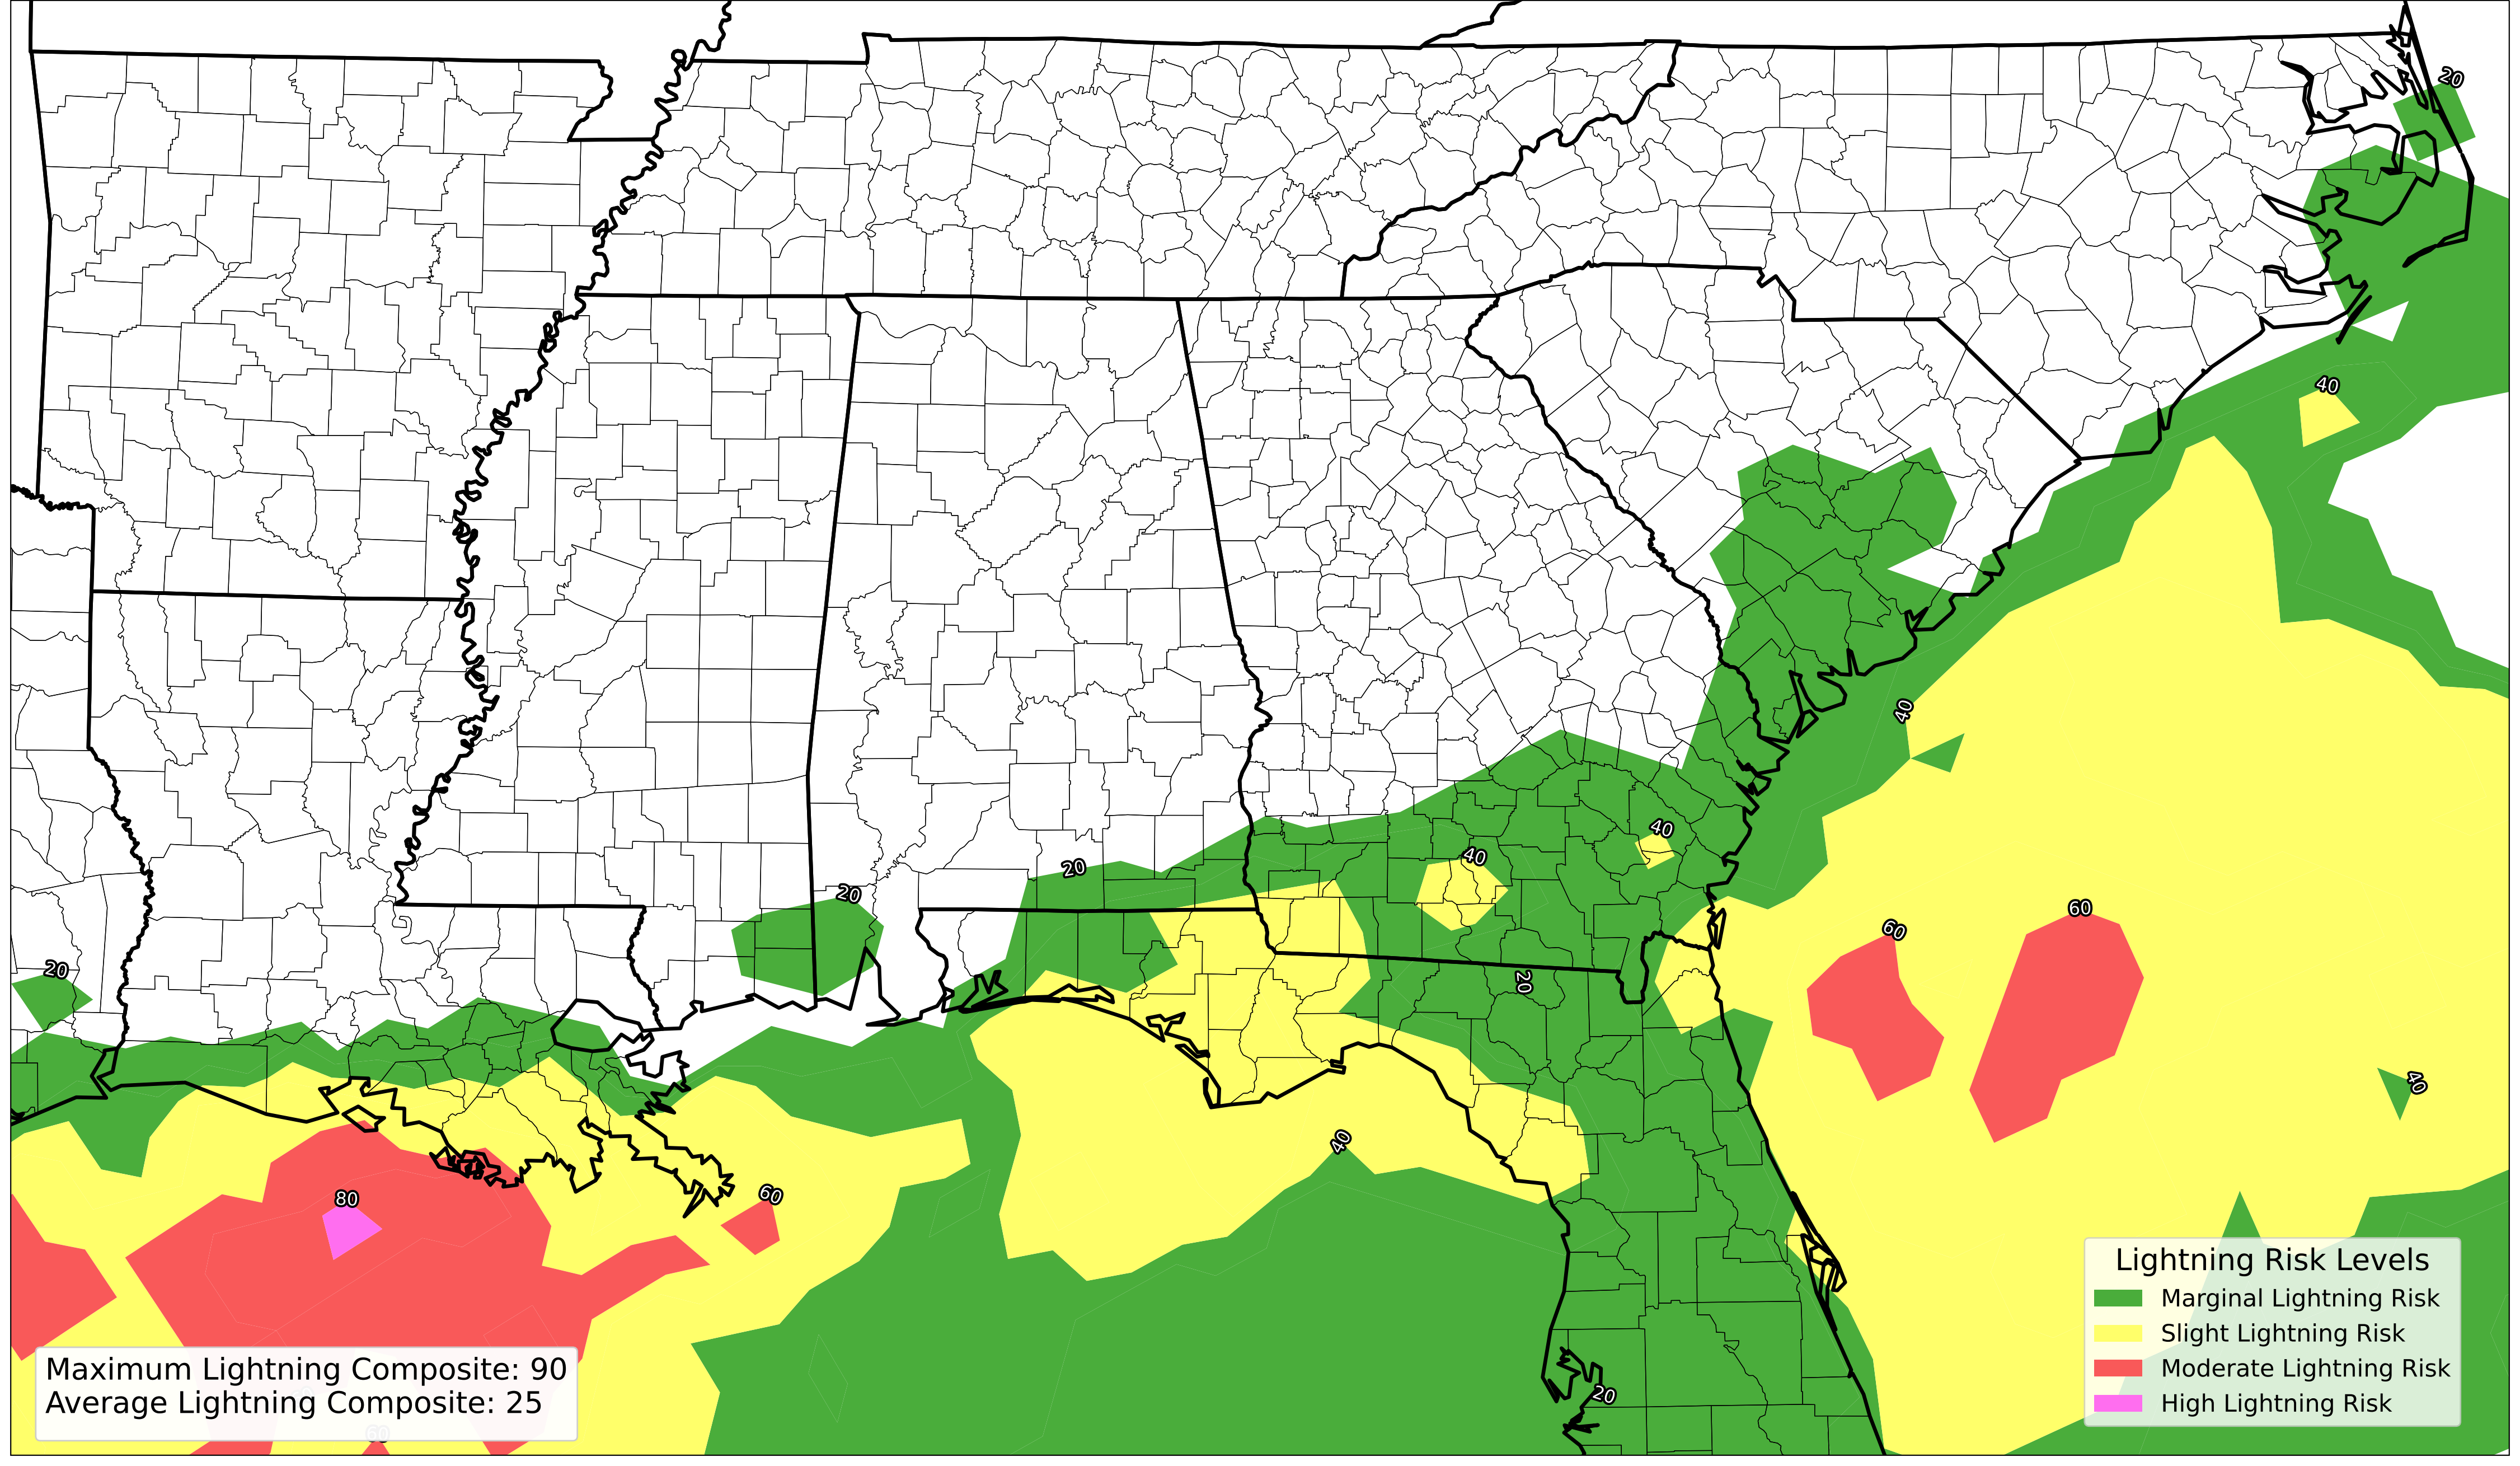 20
40
20
20
40
40
40
20
60
60
20
40
40
60
80
20
Lightning Risk Levels
Marginal Lightning Risk
Slight Lightning Risk
Moderate Lightning Risk
High Lightning Risk
Maximum Lightning Composite: 90
Average Lightning Composite: 25